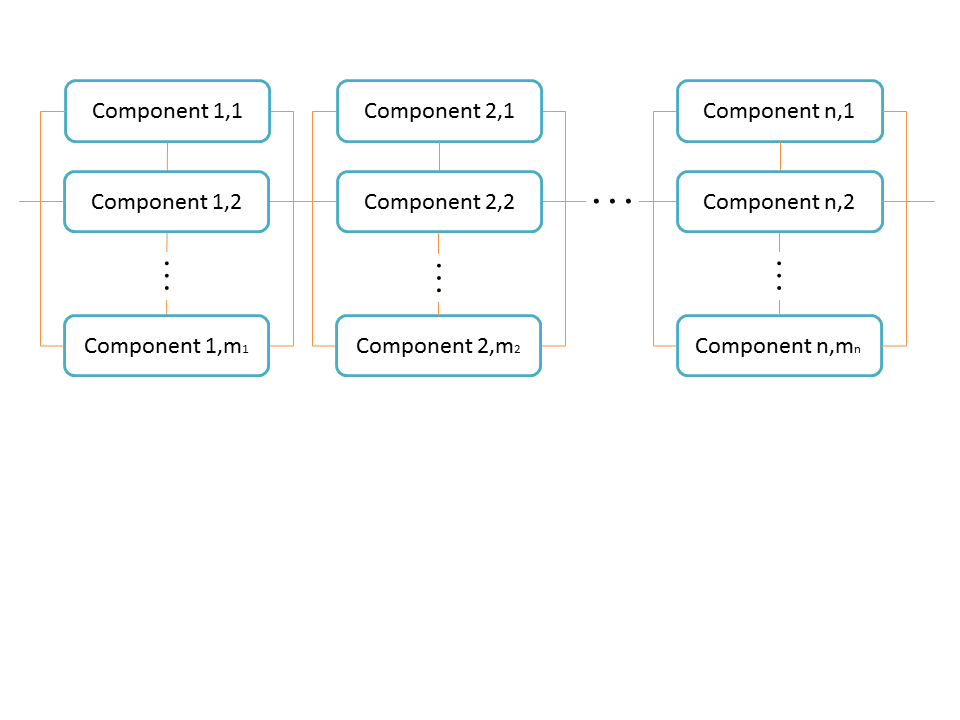 Component 1,1 Component 2,1 Component n,1
Component 1,2 Component 2,2 ... Component n,2
⋮ ⋮ ⋮
Component 1,m₁ Component 2,m₂ Component n,mₙ